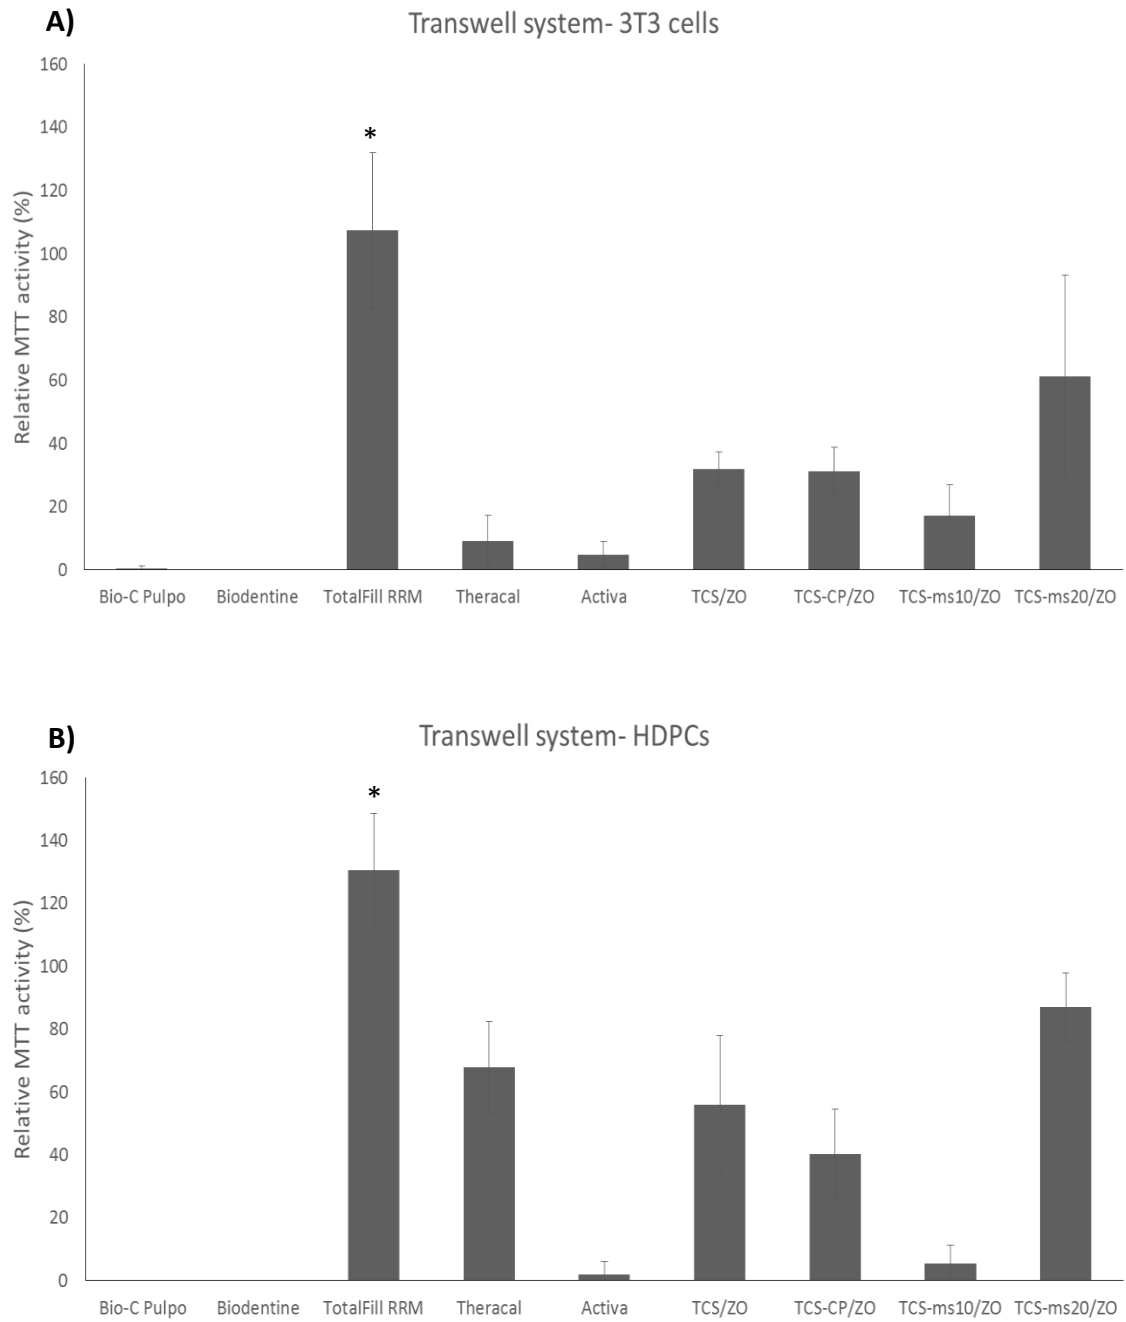 A)
Transwell system- 3T3 cells
Relative MTT activity (%)
160
140
120
100
80
60
40
20
0
*
Bio-C Pulpo Biodentine TotalFill RRM Theracal Activa TCS/ZO TCS-CP/ZO TCS-ms10/ZO TCS-ms20/ZO
B)
Transwell system- HDPCs
Relative MTT activity (%)
160
140
120
100
80
60
40
20
0
*
Bio-C Pulpo Biodentine TotalFill RRM Theracal Activa TCS/ZO TCS-CP/ZO TCS-ms10/ZO TCS-ms20/ZO